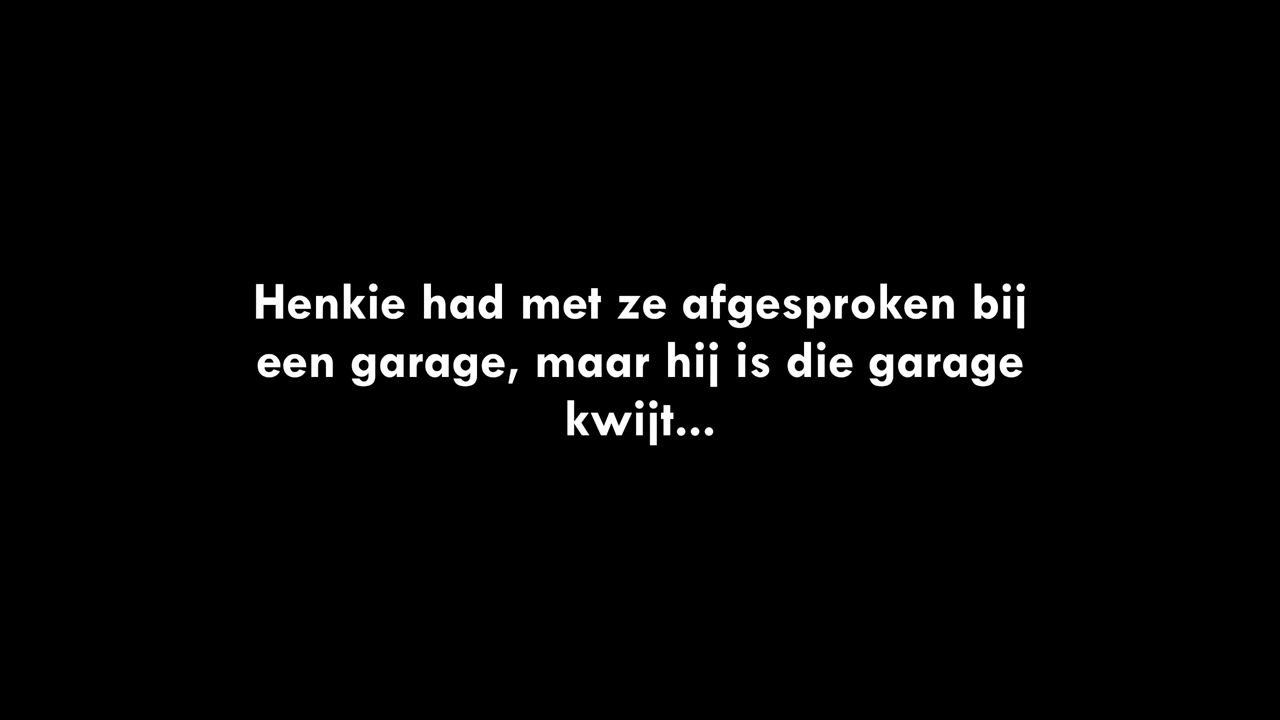 Henkie had met ze afgesproken bij
een garage, maar hij is die garage
kwijt...